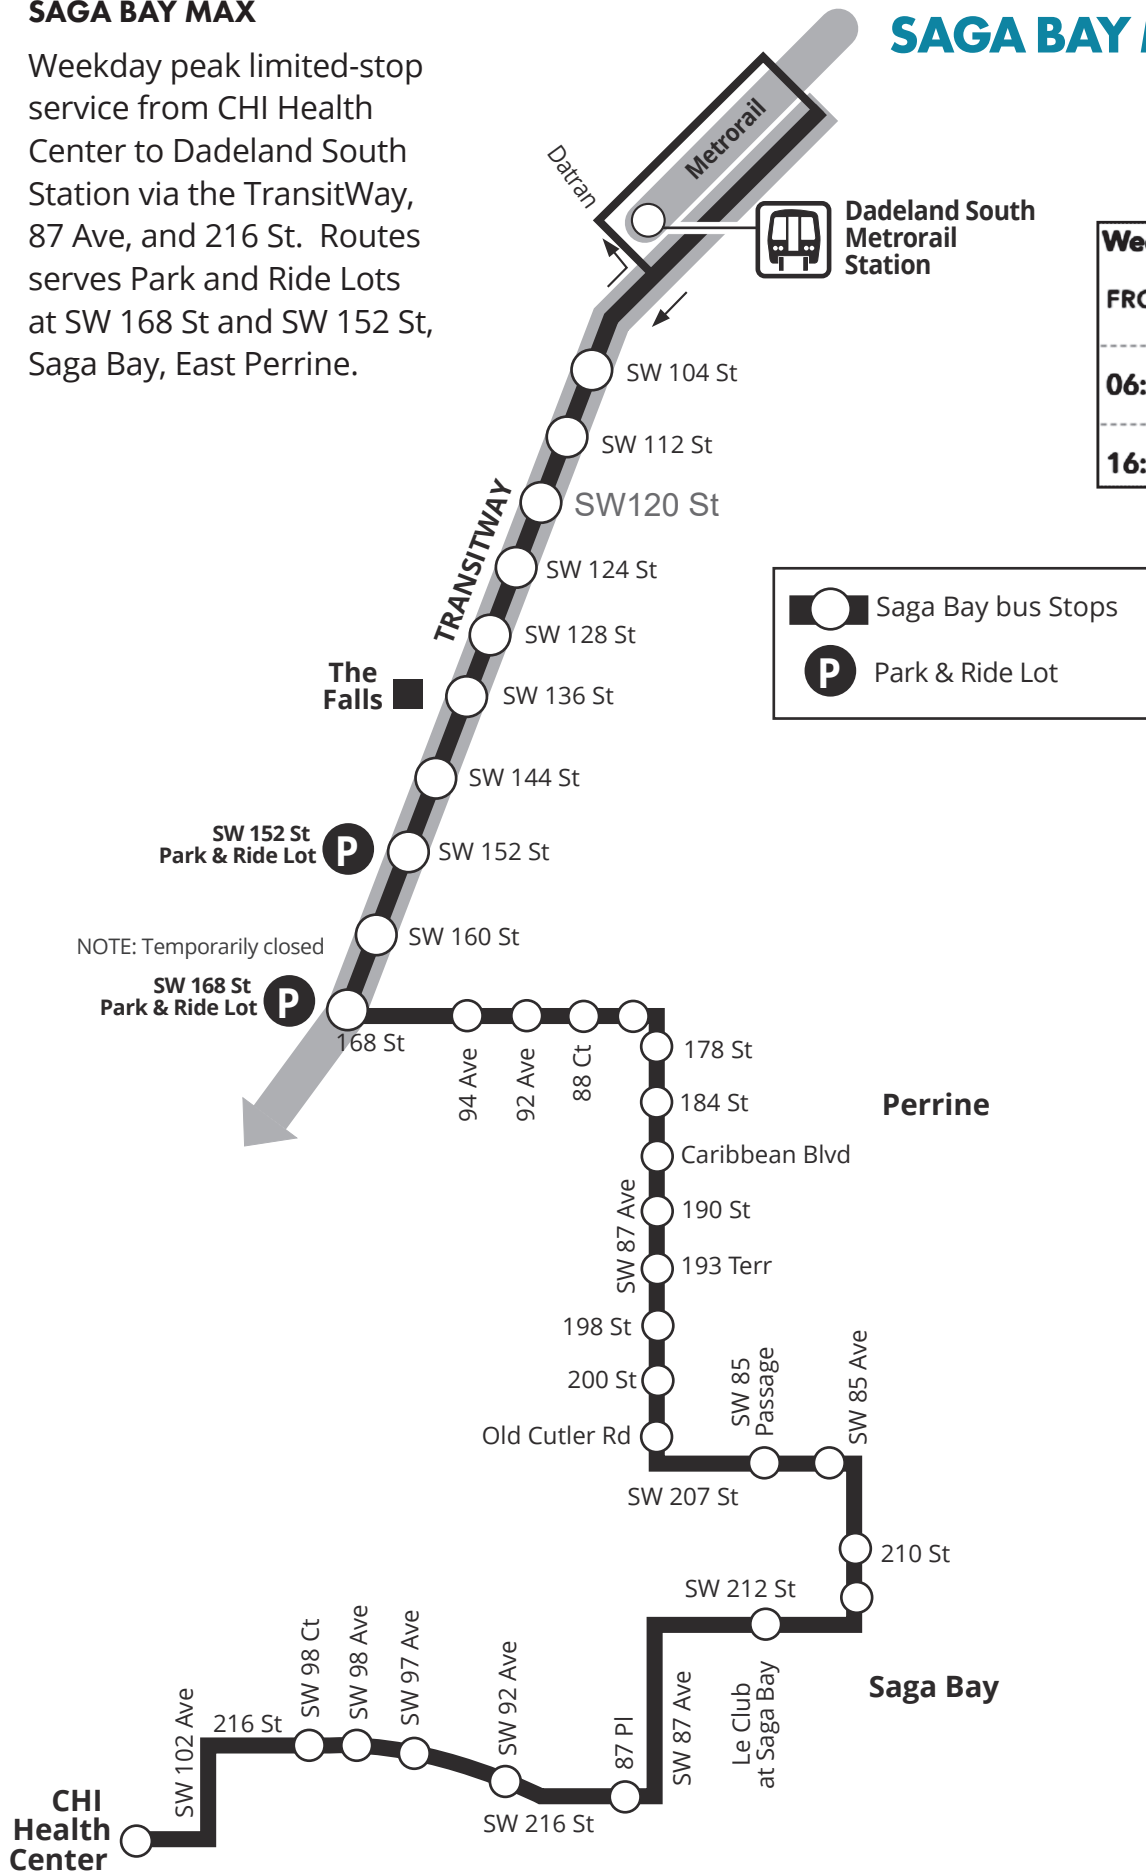 SAGA BAY MAX
Weekday peak limited-stop
service from CHI Health
Center to Dadeland South
Station via the TransitWay,
87 Ave, and 216 St. Routes
serves Park and Ride Lots
at SW 168 St and SW 152 St,
Saga Bay, East Perrine.
SAGA BAY
Metrorail
Datran
Dadeland South
Metrorail
Station
06:
16:
SW 104 St
SW 112 St
SW120 St
TRANSITWAY
SW 124 St
SW 128 St
The
Falls
SW 136 St
SW 144 St
Saga Bay bus Stops
P
Park & Ride Lot
SW 152 St
Park & Ride Lot
P
SW 152 St
SW 160 St
NOTE: Temporarily closed
SW 168 St
Park & Ride Lot
P
168 St
94 Ave
92 Ave
88 Ct
178 St
184 St
Perrine
Caribbean Blvd
SW 87 Ave
190 St
193 Terr
198 St
200 St
Old Cutler Rd
SW 85
Passage
SW 85 Ave
SW 207 St
210 St
SW 212 St
Le Club
at Saga Bay
Saga Bay
SW 87 Ave
87 Pl
SW 92 Ave
SW 97 Ave
SW 98 Ave
SW 98 Ct
216 St
SW 102 Ave
SW 216 St
CHI
Health
Center